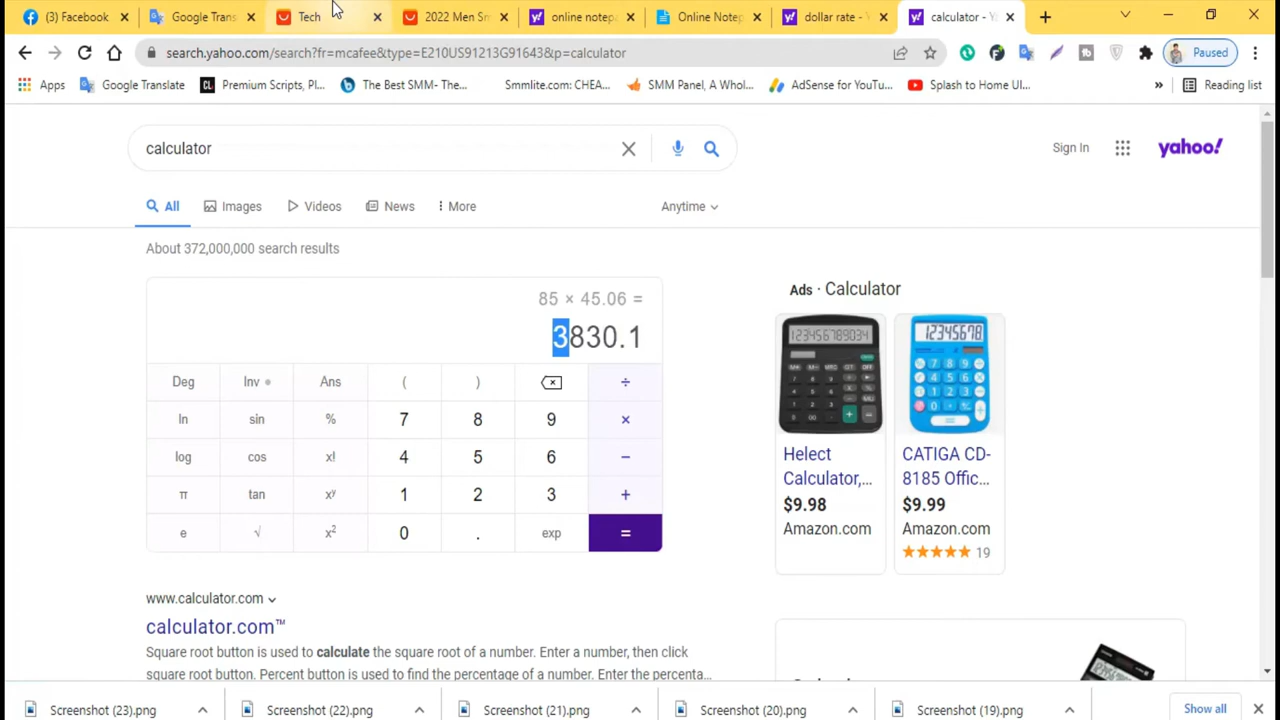 (3) Facebook
Google Trans
Tech
2022 Men Sm
online notep
Online Notep
dollar rate -
calculator - Y
search.yahoo.com/search?fr=mcafee&type=E210US91213G91643&p=calculator
Paused
Apps
Google Translate
Premium Scripts, Pl...
The Best SMM- The...
Smmlite.com: CHEA...
SMM Panel, A Whol...
AdSense for YouTu...
Splash to Home UI...
»
Reading list
calculator
Sign In
yahoo!
All
Images
Videos
News
More
Anytime
About 372,000,000 search results
85 × 45.06 =
3830.1
Deg Inv Ans ( ) ÷
ln sin % 7 8 9 ×
log cos x! 4 5 6 −
π tan xʸ 1 2 3 +
e √ x² 0 . exp =
Ads · Calculator
Helect
Calculator,...
$9.98
Amazon.com
CATIGA CD-
8185 Offic...
$9.99
Amazon.com
19
www.calculator.com
calculator.com™
Square root button is used to calculate the square root of a number. Enter a number, then click
square root button. Percent button is used to find the percentage of a number. Enter the percenta...
Screenshot (23).png
Screenshot (22).png
Screenshot (21).png
Screenshot (20).png
Screenshot (19).png
Show all